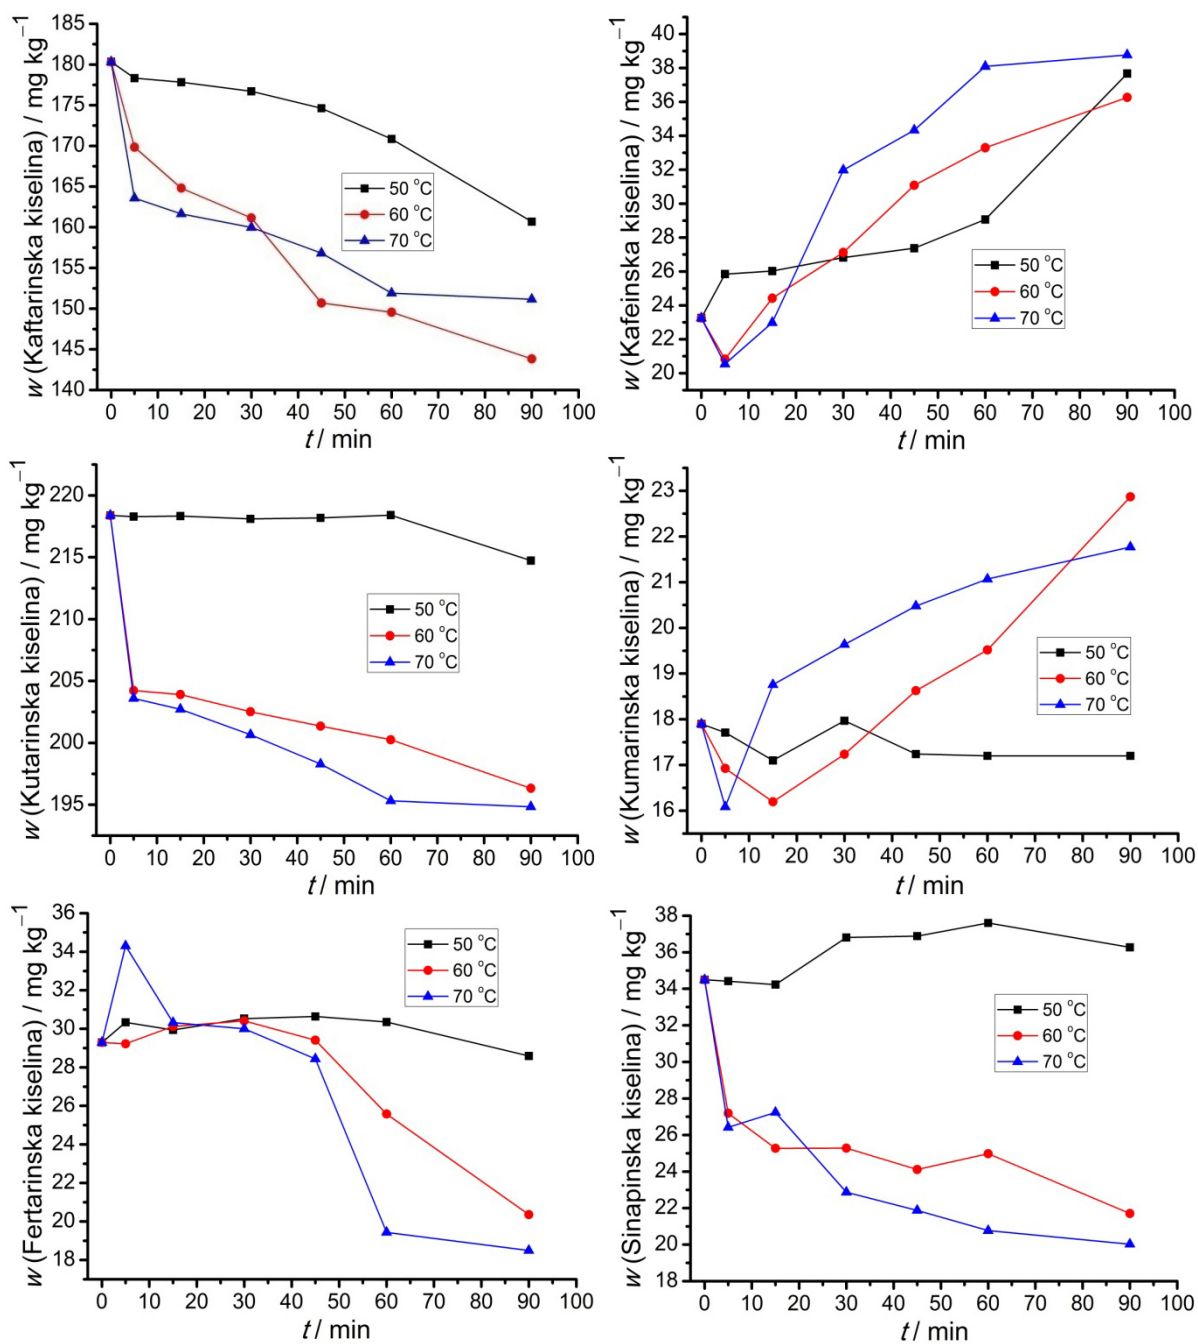 w (Kaftarinska kiselina) / mg kg⁻¹
185
180
175
170
165
160
155
150
145
140
0 10 20 30 40 50 60 70 80 90 100
t / min
50 °C
60 °C
70 °C
w (Kafeinska kiselina) / mg kg⁻¹
40
38
36
34
32
30
28
26
24
22
20
0 10 20 30 40 50 60 70 80 90 100
t / min
50 °C
60 °C
70 °C
w (Kutarinska kiselina) / mg kg⁻¹
220
215
210
205
200
195
0 10 20 30 40 50 60 70 80 90 100
t / min
50 °C
60 °C
70 °C
w (Kumarinska kiselina) / mg kg⁻¹
23
22
21
20
19
18
17
16
0 10 20 30 40 50 60 70 80 90 100
t / min
50 °C
60 °C
70 °C
w (Fertarinska kiselina) / mg kg⁻¹
36
34
32
30
28
26
24
22
20
18
0 10 20 30 40 50 60 70 80 90 100
t / min
50 °C
60 °C
70 °C
w (Sinapinska kiselina) / mg kg⁻¹
38
36
34
32
30
28
26
24
22
20
18
0 10 20 30 40 50 60 70 80 90 100
t / min
50 °C
60 °C
70 °C